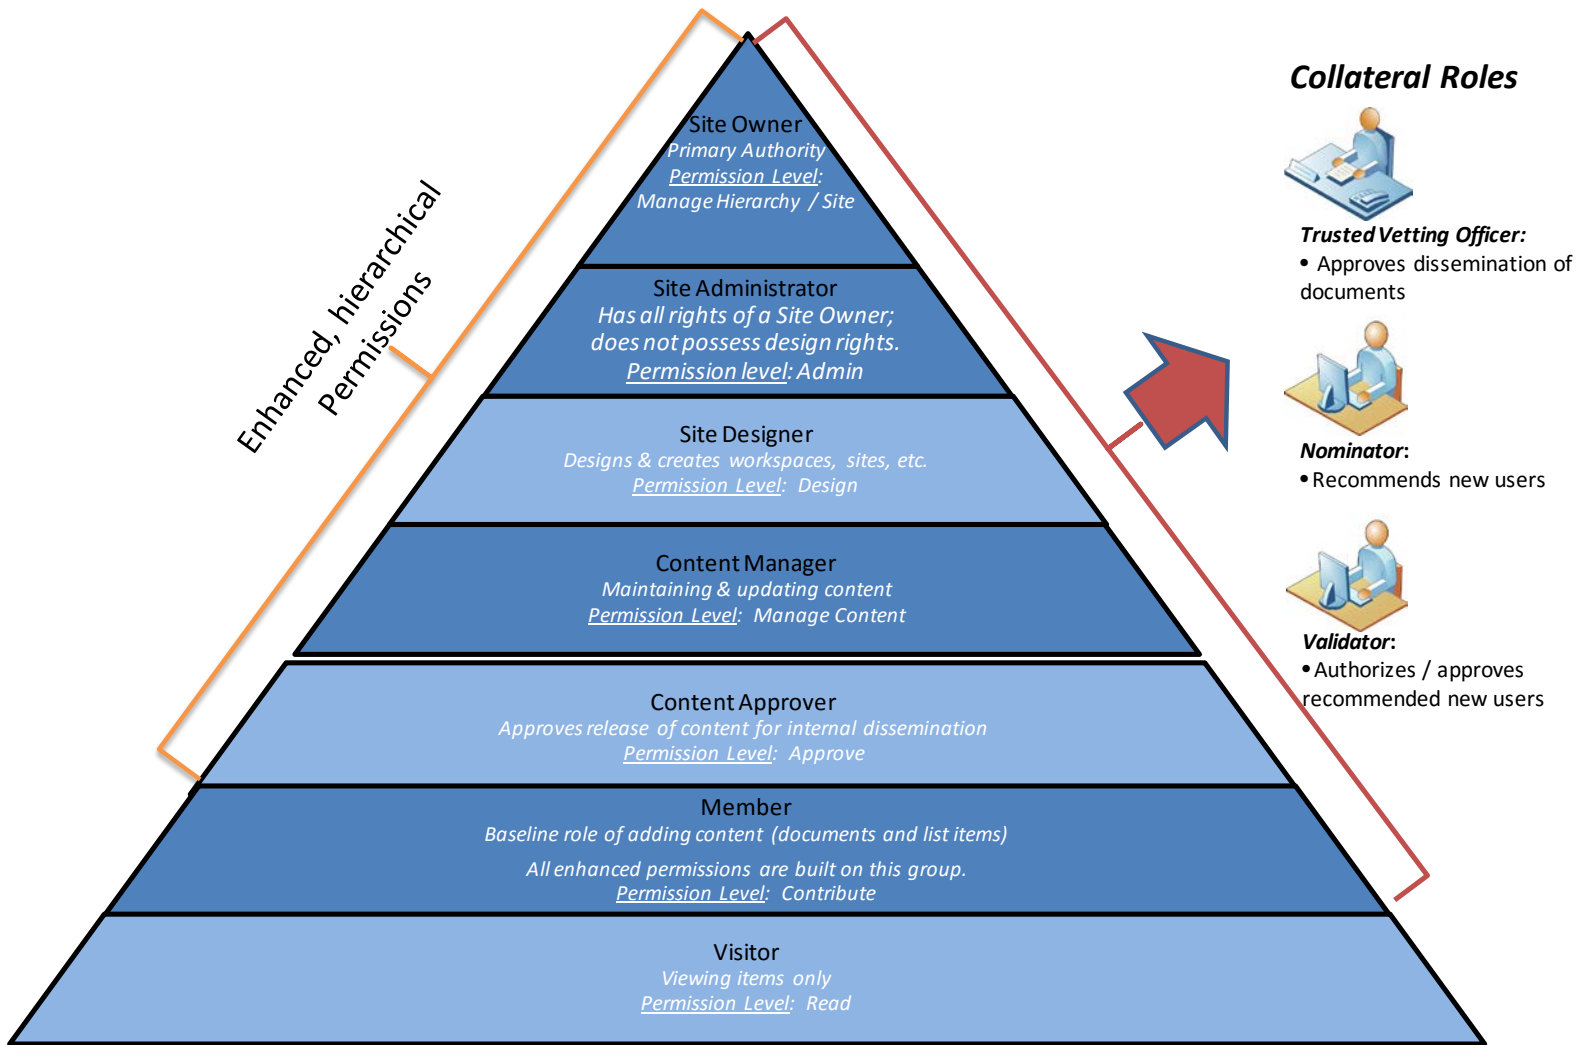 Enhanced, hierarchical
Permissions
Site Owner
Primary Authority
Permission Level:
Manage Hierarchy / Site
Site Administrator
Has all rights of a Site Owner;
does not possess design rights.
Permission level: Admin
Site Designer
Designs & creates workspaces, sites, etc.
Permission Level: Design
Content Manager
Maintaining & updating content
Permission Level: Manage Content
Content Approver
Approves release of content for internal dissemination
Permission Level: Approve
Member
Baseline role of adding content (documents and list items)
All enhanced permissions are built on this group.
Permission Level: Contribute
Visitor
Viewing items only
Permission Level: Read
Collateral Roles
Trusted Vetting Officer:
• Approves dissemination of
documents
Nominator:
• Recommends new users
Validator:
• Authorizes / approves
recommended new users